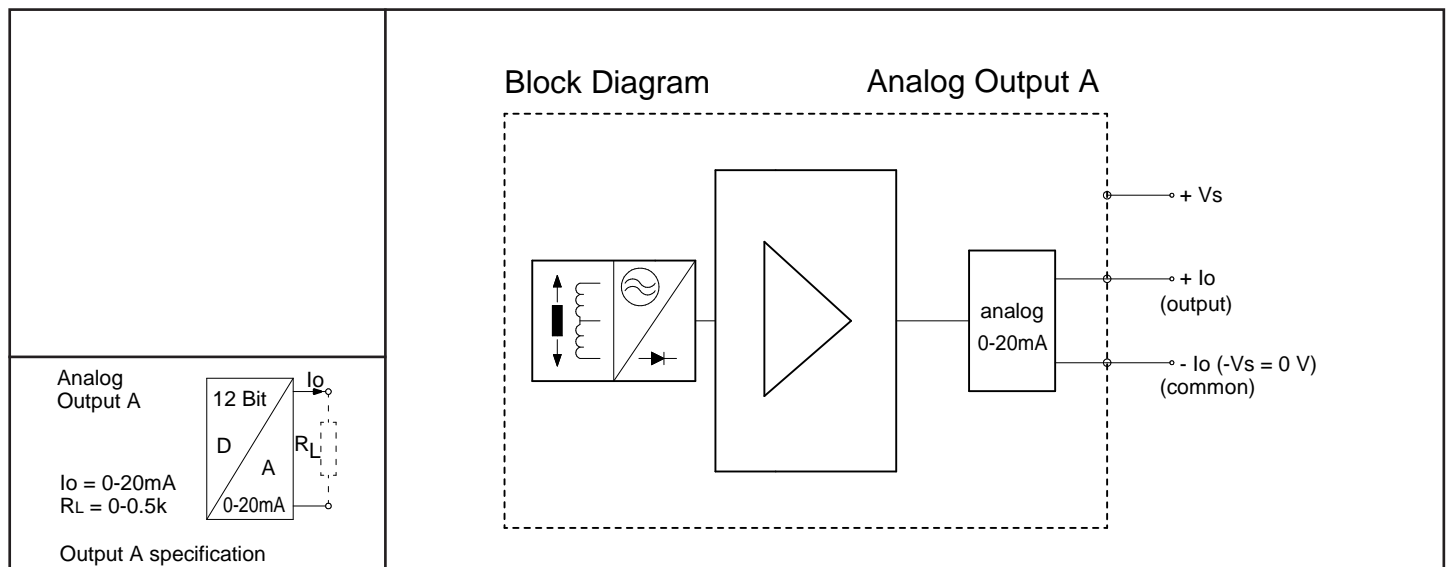 Block Diagram
Analog Output A
+ Vs
+ Io
(output)
analog
0-20mA
- Io (-Vs = 0 V)
(common)
Analog
Output A
12 Bit
Io
D
A
RL
0-20mA
Io = 0-20mA
RL = 0-0.5k
Output A specification